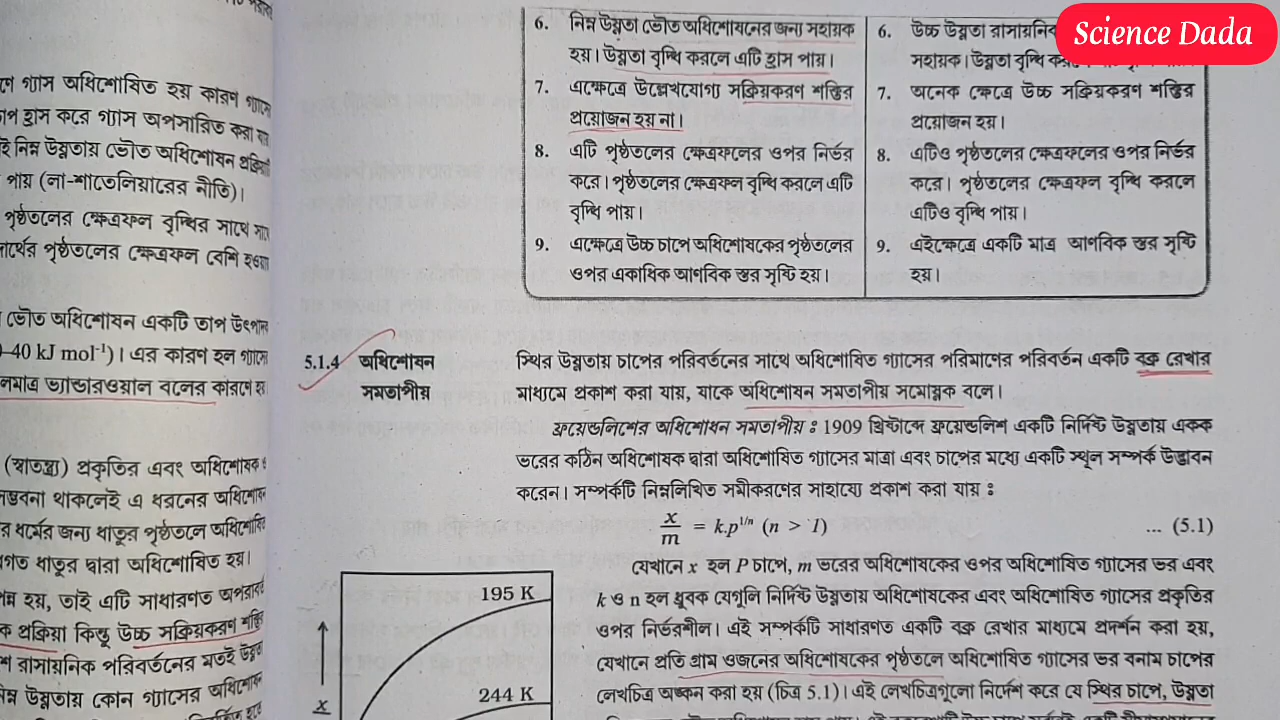 Science Dada
ণে গ্যাস অধিশোষিত হয় কারণ গ্যাসে
াপ হ্রাস করে গ্যাস অপসারিত করা যায়
ই নিম্ন উষ্ণতায় ভৌত অধিশোষন প্রক্রিয়া
পায় (লা-শাতেলিয়ারের নীতি)।
পৃষ্ঠতলের ক্ষেত্রফল বৃদ্ধির সাথে সাথে
ার্থের পৃষ্ঠতলের ক্ষেত্রফল বেশি হওয়া
ভৌত অধিশোষন একটি তাপ উৎপাদ
–40 kJ mol⁻¹)। এর কারণ হল গ্যাসে
লমাত্র ভ্যান্ডারওয়াল বলের কারণে হয়
(স্বাতন্ত্র্য) প্রকৃতির এবং অধিশোষক
ম্ভবনা থাকলেই এ ধরনের অধিশোষন
র ধর্মের জন্য ধাতুর পৃষ্ঠতলে অধিশোষিত
গত ধাতুর দ্বারা অধিশোষিত হয়।
ন্ন হয়, তাই এটি সাধারণত অপরাবর্ত
ক প্রক্রিয়া কিন্তু উচ্চ সক্রিয়করণ শক্তি
শ রাসায়নিক পরিবর্তনের মতই উষ্ণতা
নিম্ন উষ্ণতায় কোন গ্যাসের অধিশোষন
6. নিম্ন উষ্ণতা ভৌত অধিশোষনের জন্য সহায়ক
হয়। উষ্ণতা বৃদ্ধি করলে এটি হ্রাস পায়।
7. এক্ষেত্রে উল্লেখযোগ্য সক্রিয়করণ শক্তির
প্রয়োজন হয় না।
8. এটি পৃষ্ঠতলের ক্ষেত্রফলের ওপর নির্ভর
করে। পৃষ্ঠতলের ক্ষেত্রফল বৃদ্ধি করলে এটি
বৃদ্ধি পায়।
9. এক্ষেত্রে উচ্চ চাপে অধিশোষকের পৃষ্ঠতলের
ওপর একাধিক আণবিক স্তর সৃষ্টি হয়।
6. উচ্চ উষ্ণতা রাসায়নিক
সহায়ক। উষ্ণতা বৃদ্ধি
7. অনেক ক্ষেত্রে উচ্চ সক্রিয়করণ শক্তির
প্রয়োজন হয়।
8. এটিও পৃষ্ঠতলের ক্ষেত্রফলের ওপর নির্ভর
করে। পৃষ্ঠতলের ক্ষেত্রফল বৃদ্ধি করলে
এটিও বৃদ্ধি পায়।
9. এইক্ষেত্রে একটি মাত্র আণবিক স্তর সৃষ্টি
হয়।
5.1.4 অধিশোষন
সমতাপীয়
স্থির উষ্ণতায় চাপের পরিবর্তনের সাথে অধিশোষিত গ্যাসের পরিমাণের পরিবর্তন একটি বক্র রেখার
মাধ্যমে প্রকাশ করা যায়, যাকে অধিশোষন সমতাপীয় সমোষ্ণক বলে।
ফ্রয়েন্ডলিশের অধিশোধন সমতাপীয় : 1909 খ্রিস্টাব্দে ফ্রয়েন্ডলিশ একটি নির্দিষ্ট উষ্ণতায় একক
ভরের কঠিন অধিশোষক দ্বারা অধিশোষিত গ্যাসের মাত্রা এবং চাপের মধ্যে একটি স্থূল সম্পর্ক উদ্ভাবন
করেন। সম্পর্কটি নিম্নলিখিত সমীকরণের সাহায্যে প্রকাশ করা যায় :
x/m = k.p^1/n (n > 1) ... (5.1)
যেখানে x হল P চাপে, m ভরের অধিশোষকের ওপর অধিশোষিত গ্যাসের ভর এবং
k ও n হল ধ্রুবক যেগুলি নির্দিষ্ট উষ্ণতায় অধিশোষকের এবং অধিশোষিত গ্যাসের প্রকৃতির
ওপর নির্ভরশীল। এই সম্পর্কটি সাধারণত একটি বক্র রেখার মাধ্যমে প্রদর্শন করা হয়,
যেখানে প্রতি গ্রাম ওজনের অধিশোষকের পৃষ্ঠতলে অধিশোষিত গ্যাসের ভর বনাম চাপের
লেখচিত্র অঙ্কন করা হয় (চিত্র 5.1)। এই লেখচিত্রগুলো নির্দেশ করে যে স্থির চাপে, উষ্ণতা
195 K
244 K
x